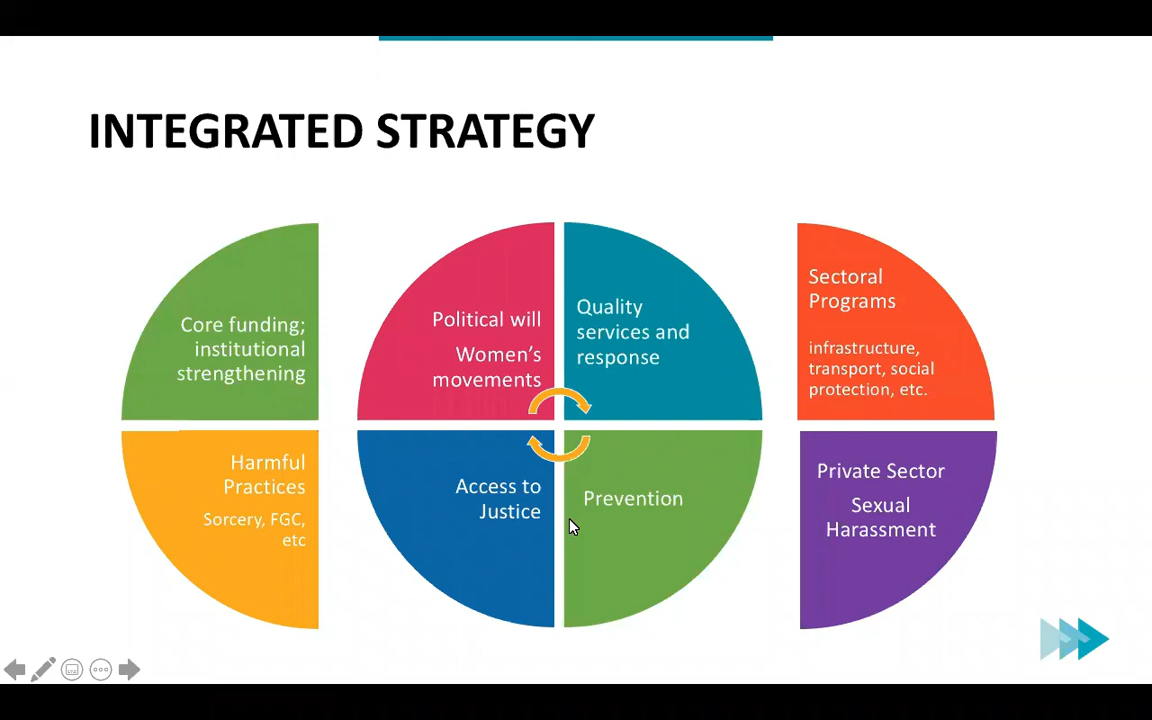 INTEGRATED STRATEGY
Core funding;
institutional
strengthening
Political will
Women’s
movements
Quality
services and
response
Sectoral
Programs
infrastructure,
transport, social
protection, etc.
Harmful
Practices
Sorcery, FGC,
etc
Access to
Justice
Prevention
Private Sector
Sexual
Harassment